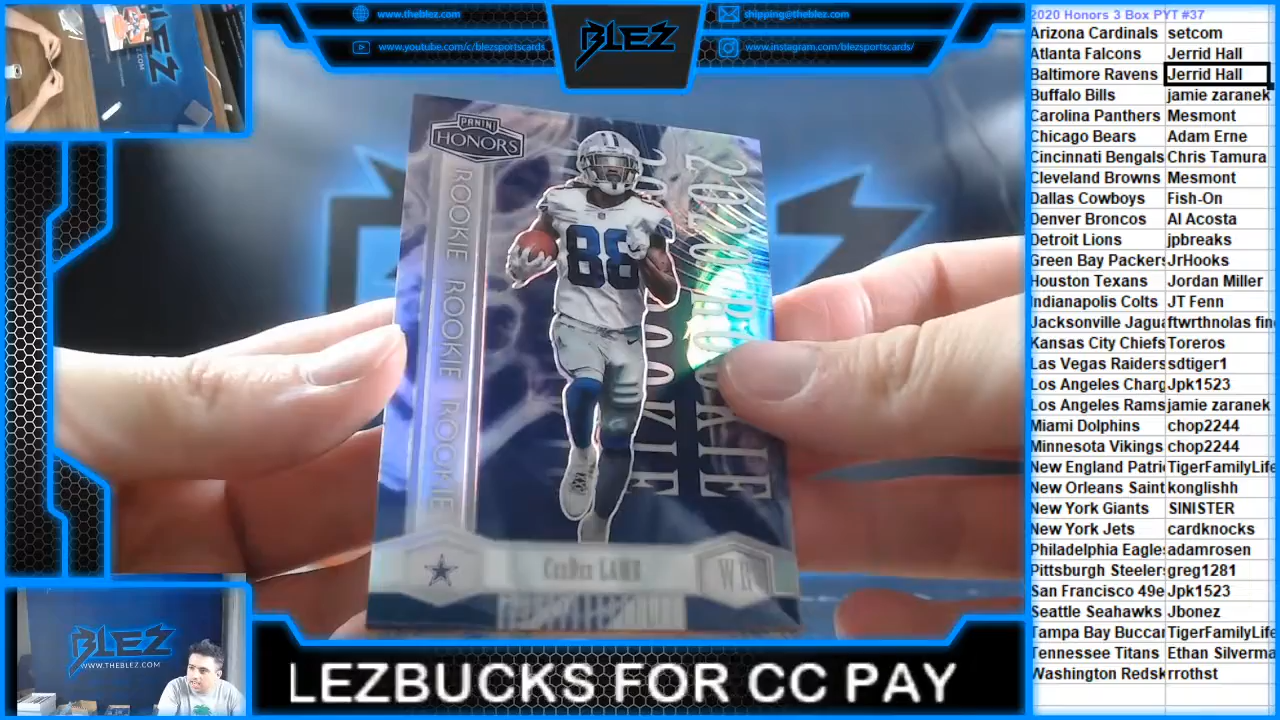 www.theblez.com
www.youtube.com/c/blezsportscards
BLEZ
shipping@theblez.com
www.instagram.com/blezsportscards/
PANINI
HONORS
ROOKIE ROOKIE ROOKIE ROOKIE
2020 ROOKIE
2020 ROOKIE
88
CeeDee LAMB
WR
BLEZ
WWW.THEBLEZ.COM
LEZBUCKS FOR CC PAY
2020 Honors 3 Box PYT #37
Arizona Cardinals setcom
Atlanta Falcons Jerrid Hall
Baltimore Ravens Jerrid Hall
Buffalo Bills jamie zaranek
Carolina Panthers Mesmont
Chicago Bears Adam Erne
Cincinnati Bengals Chris Tamura
Cleveland Browns Mesmont
Dallas Cowboys Fish-On
Denver Broncos Al Acosta
Detroit Lions jpbreaks
Green Bay Packers JrHooks
Houston Texans Jordan Miller
Indianapolis Colts JT Fenn
Jacksonville Jagua ftwrthnolas fin
Kansas City Chiefs Toreros
Las Vegas Raiders sdtiger1
Los Angeles Charg Jpk1523
Los Angeles Rams jamie zaranek
Miami Dolphins chop2244
Minnesota Vikings chop2244
New England Patri TigerFamilyLife
New Orleans Saint konglishh
New York Giants SINISTER
New York Jets cardknocks
Philadelphia Eagle adamrosen
Pittsburgh Steeler greg1281
San Francisco 49e Jpk1523
Seattle Seahawks Jbonez
Tampa Bay Buccar TigerFamilyLife
Tennessee Titans Ethan Silverma
Washington Redsk rrothst